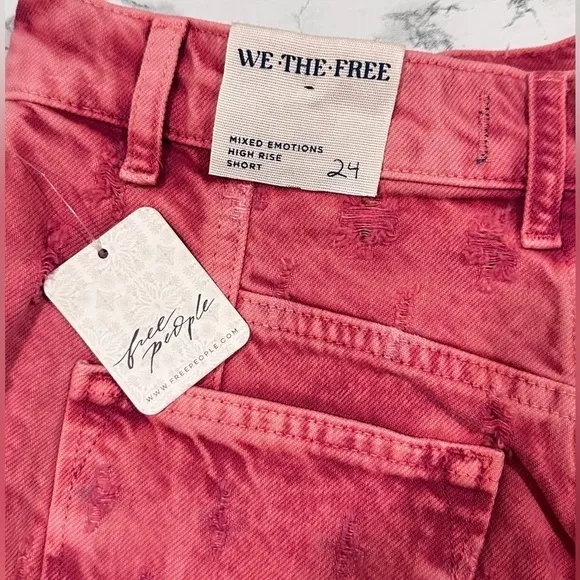 WE·THE·FREE
MIXED EMOTIONS
HIGH RISE
SHORT 24
free
people
WWW.FREEPEOPLE.COM